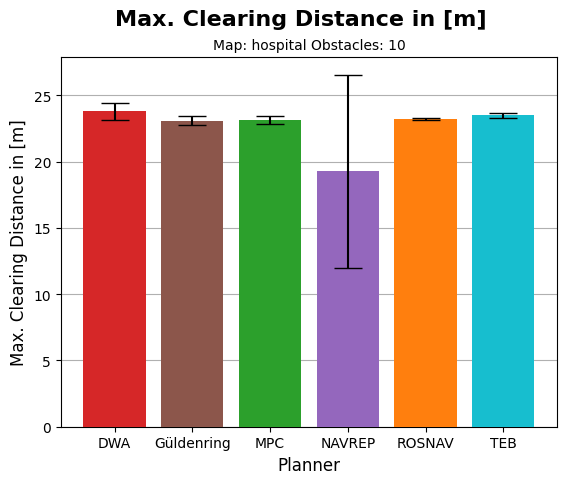 Max. Clearing Distance in [m]
Map: hospital Obstacles: 10
Max. Clearing Distance in [m]
25
20
15
10
5
0
DWA Güldenring MPC NAVREP ROSNAV TEB
Planner